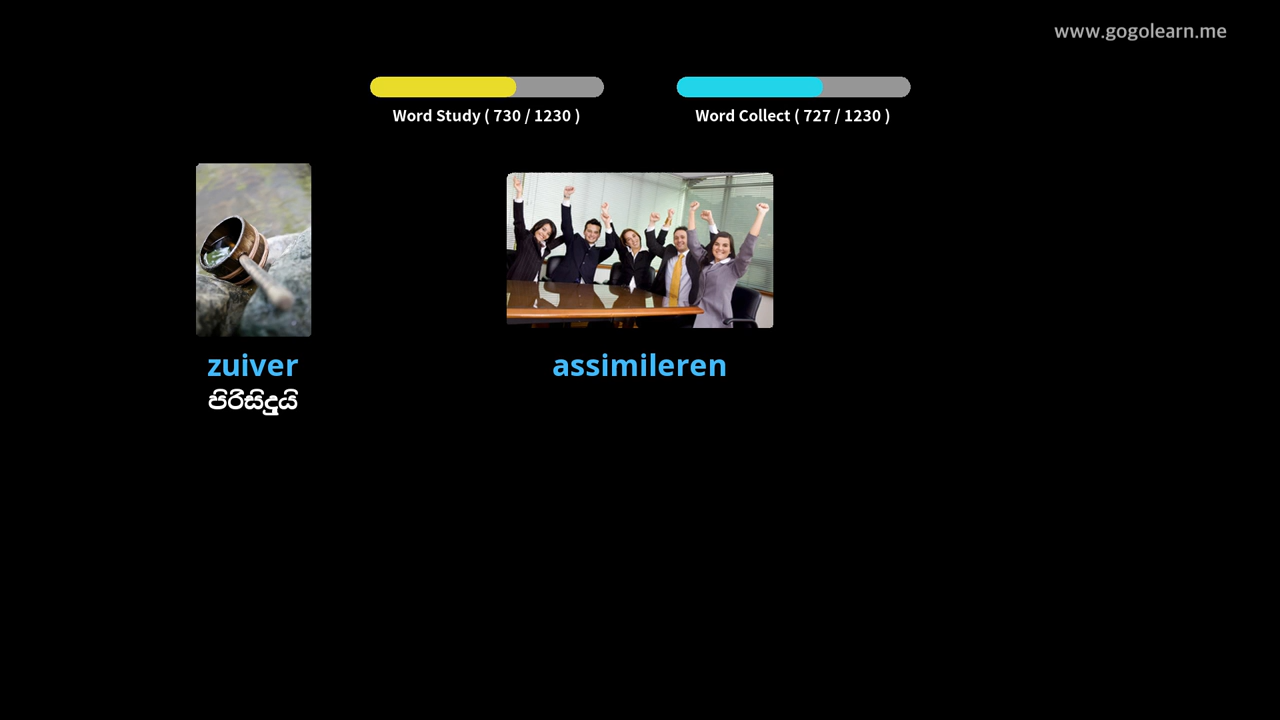 www.gogolearn.me
Word Study ( 730 / 1230 )
Word Collect ( 727 / 1230 )
zuiver
පිරිසිදුයි
assimileren